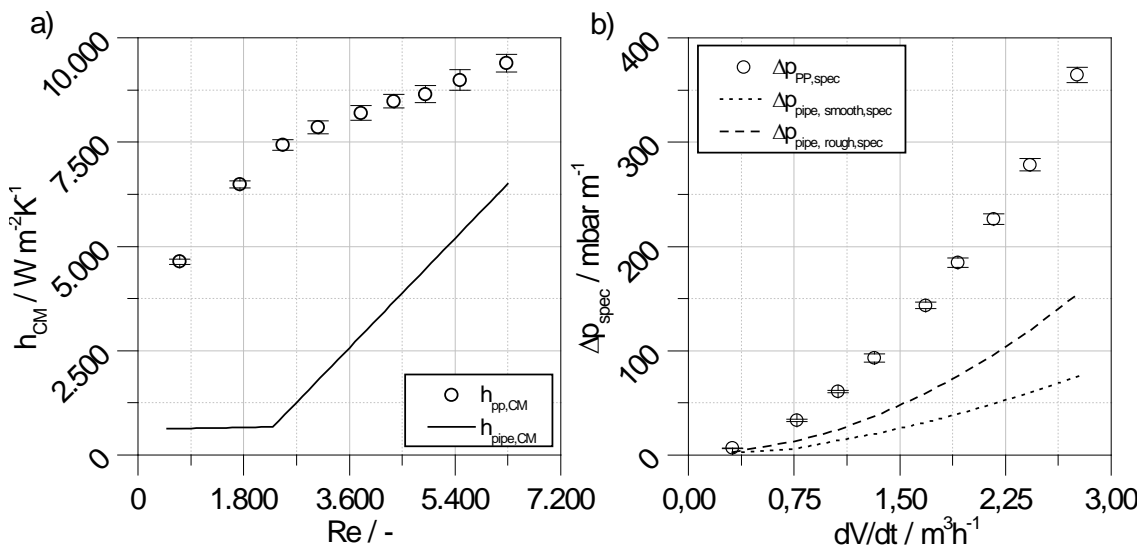 a)
10.000
7.500
5.000
2.500
0
h_CM / W m⁻²K⁻¹
h_pp,CM
h_pipe,CM
0 1.800 3.600 5.400 7.200
Re / -
b)
400
300
200
100
0
Δp_spec / mbar m⁻¹
Δp_PP,spec
Δp_pipe, smooth,spec
Δp_pipe, rough,spec
0,00 0,75 1,50 2,25 3,00
dV/dt / m³h⁻¹